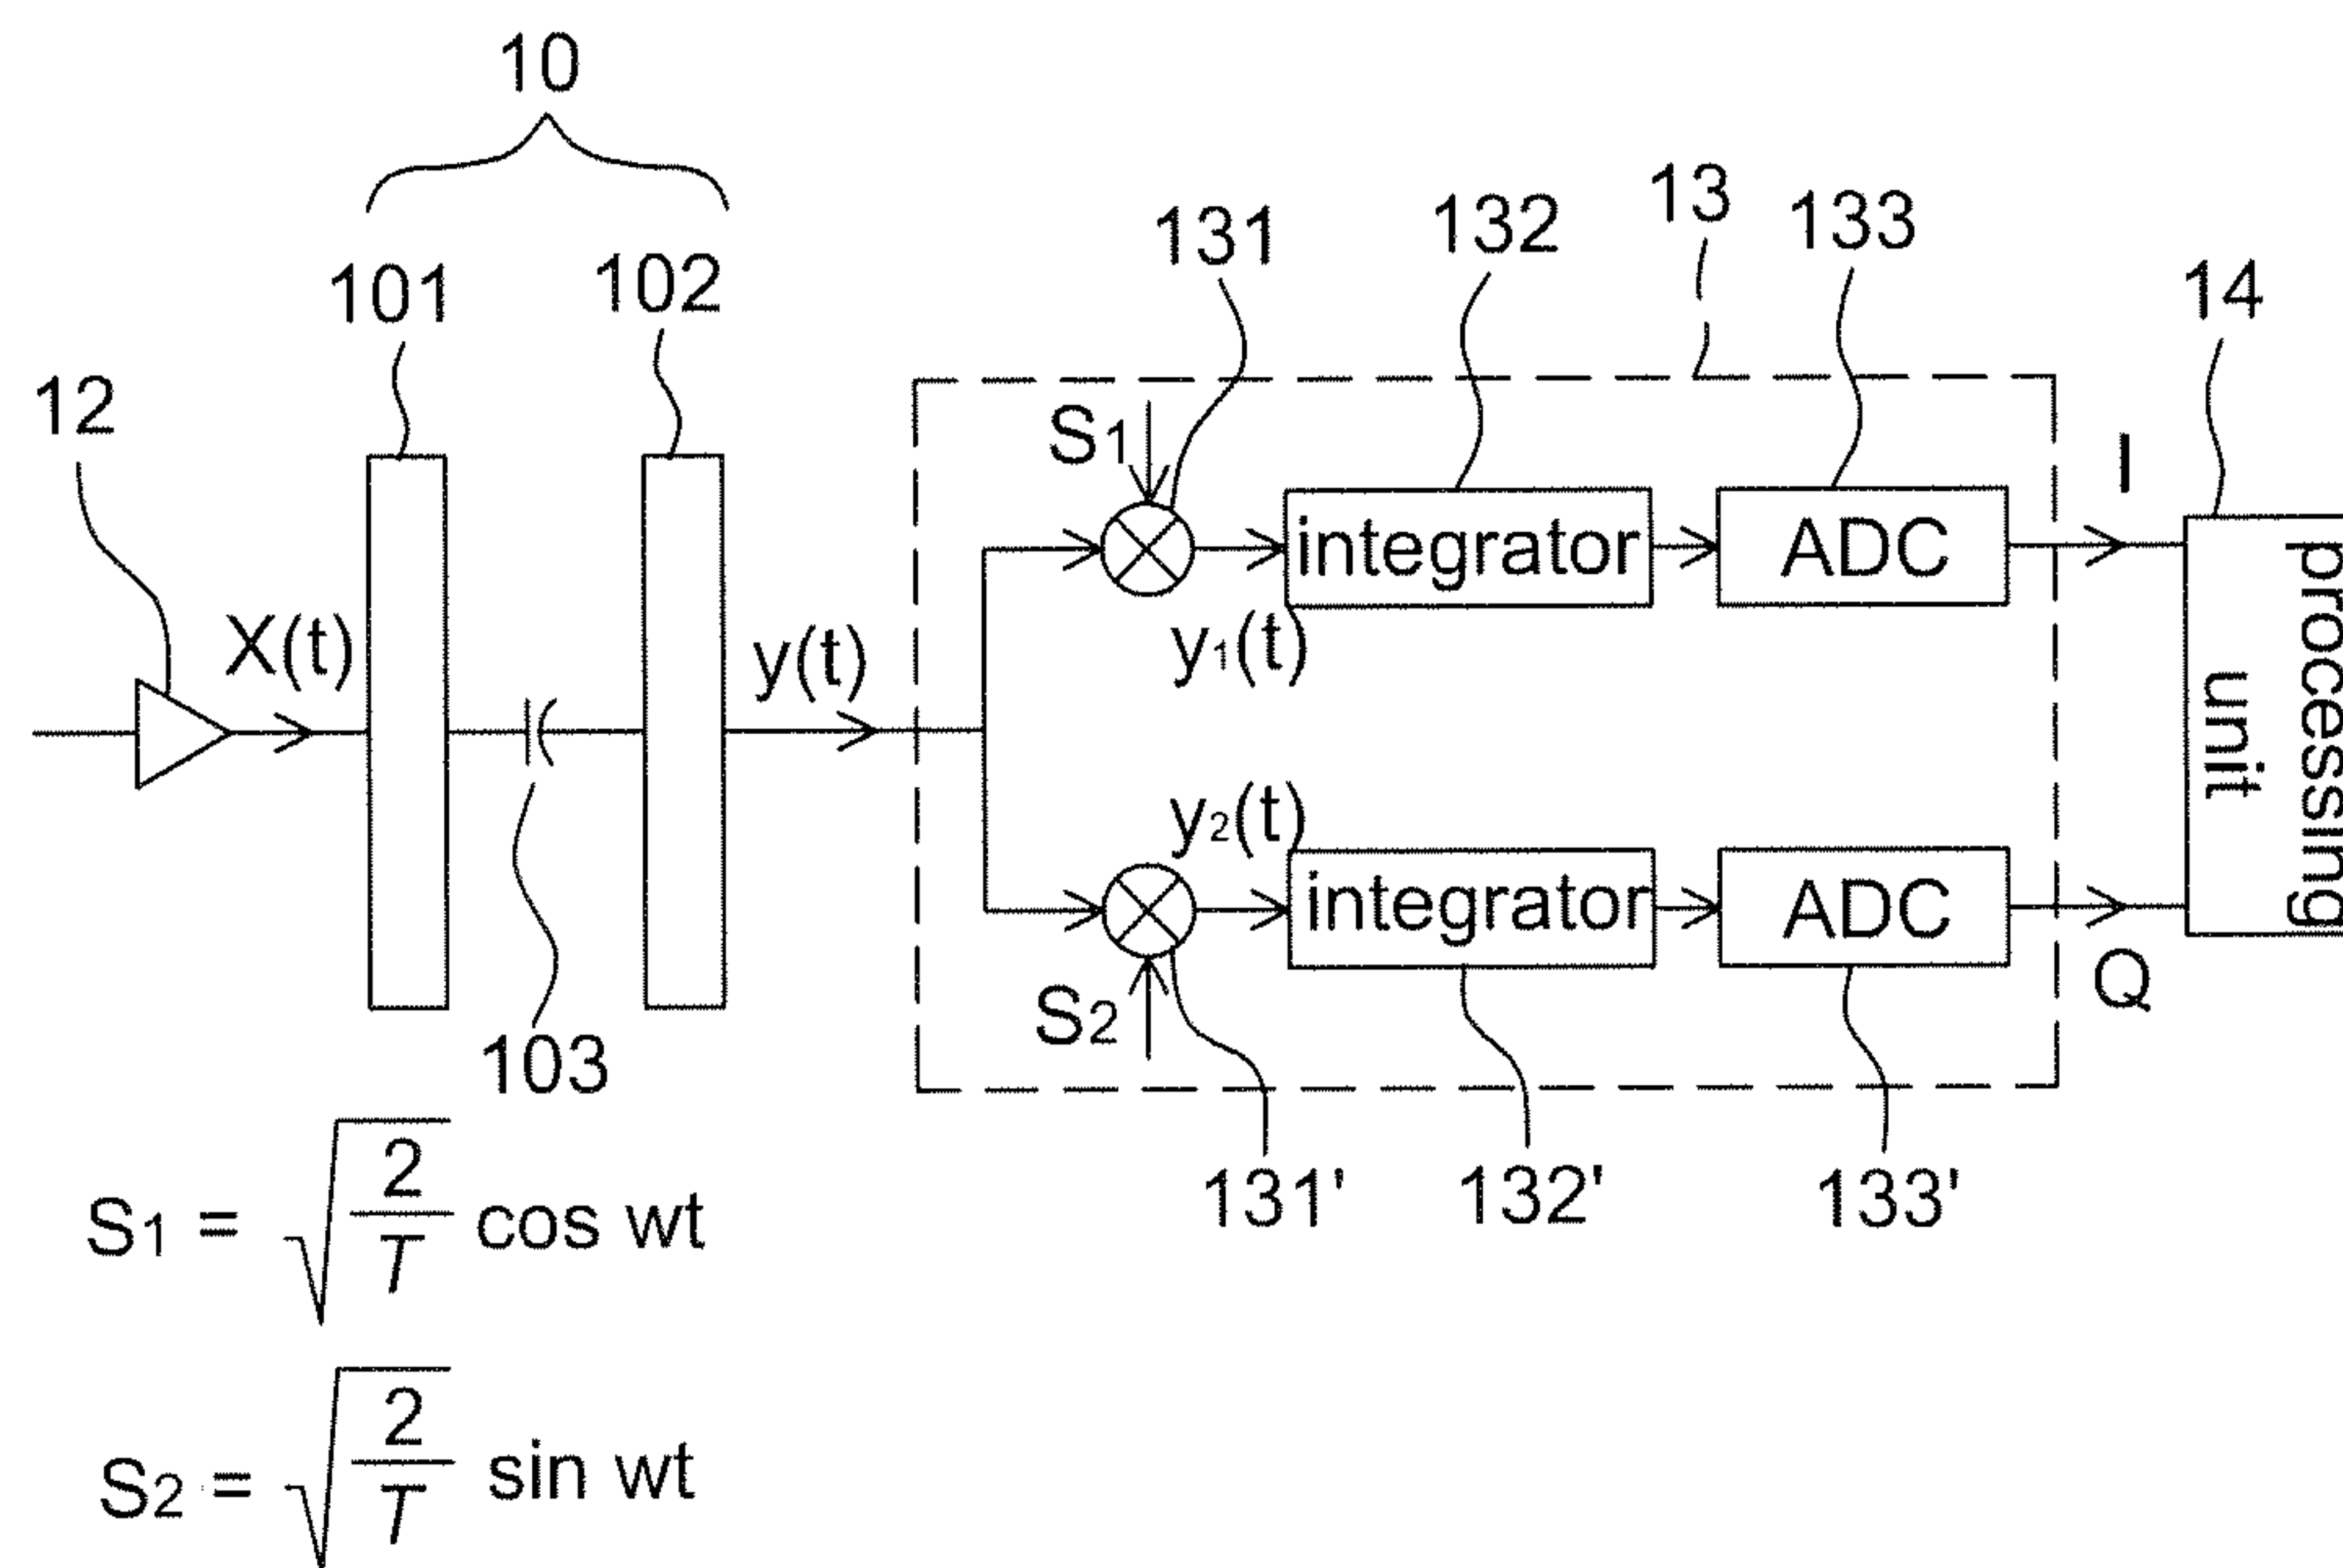 10
101
102
12
X(t)
103
y(t)
131
132
13
133
14
S1
integrator
ADC
I
y1(t)
y2(t)
integrator
ADC
Q
S2
processing
unit
131'
132'
133'
S1 = √2/T cos wt
S2 = √2/T sin wt